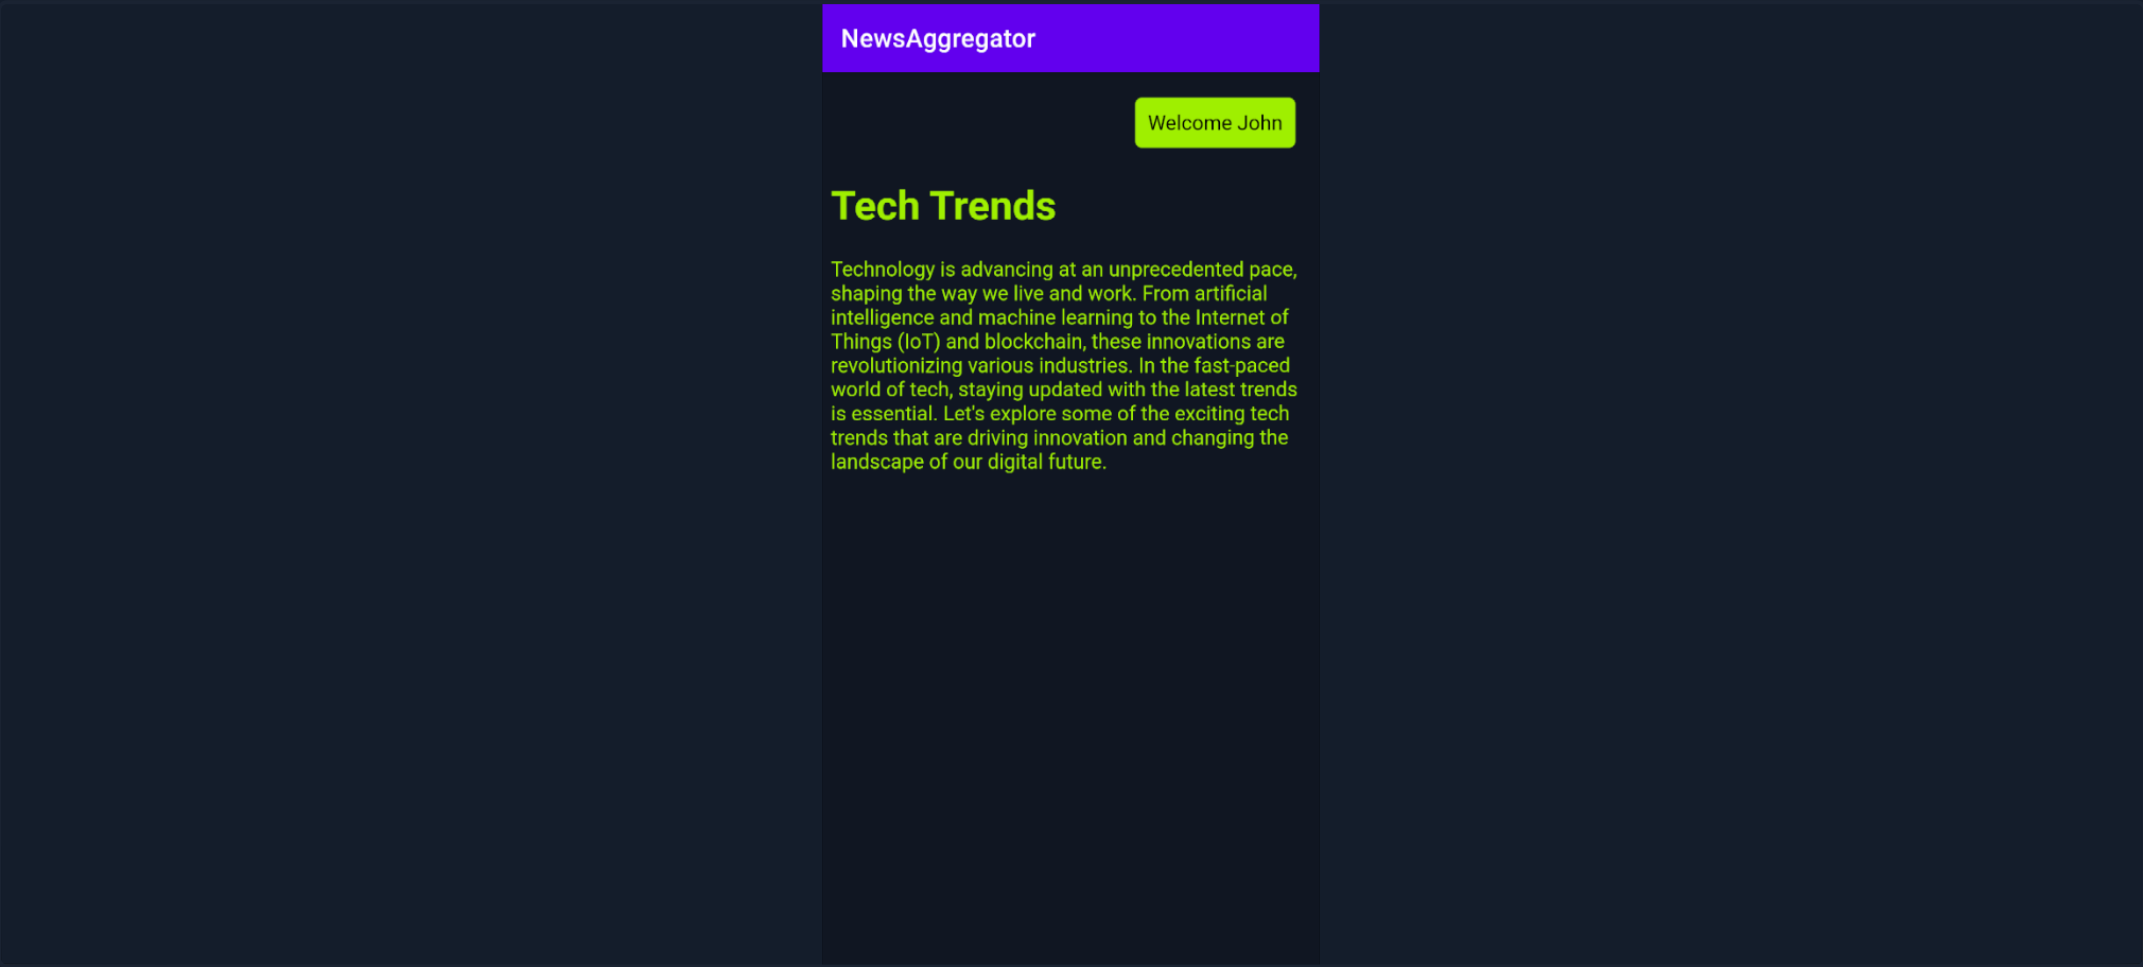 NewsAggregator
Welcome John
Tech Trends
Technology is advancing at an unprecedented pace,
shaping the way we live and work. From artificial
intelligence and machine learning to the Internet of
Things (IoT) and blockchain, these innovations are
revolutionizing various industries. In the fast-paced
world of tech, staying updated with the latest trends
is essential. Let's explore some of the exciting tech
trends that are driving innovation and changing the
landscape of our digital future.